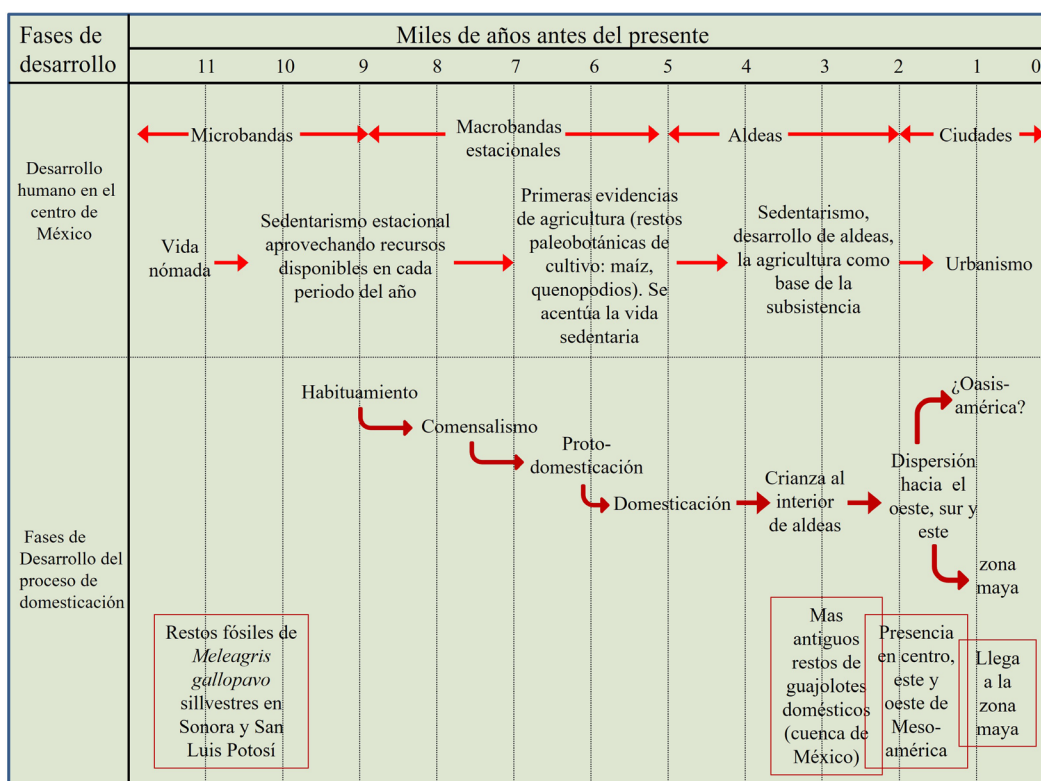 Fases de
desarrollo
Miles de años antes del presente
11 10 9 8 7 6 5 4 3 2 1 0
Desarrollo
humano en el
centro de
México
Microbandas
Macrobandas
estacionales
Aldeas
Ciudades
Vida
nómada
Sedentarismo estacional
aprovechando recursos
disponibles en cada
periodo del año
Primeras evidencias
de agricultura (restos
paleobotánicas de
cultivo: maíz,
quenopodios). Se
acentúa la vida
sedentaria
Sedentarismo,
desarrollo de aldeas,
la agricultura como
base de la
subsistencia
Urbanismo
Fases de
Desarrollo del
proceso de
domesticación
Habituamiento
Comensalismo
Proto-
domesticación
Domesticación
Crianza al
interior
de aldeas
Dispersión
hacia el
oeste, sur y
este
¿Oasis-
américa?
zona
maya
Restos fósiles de
Meleagris
gallopavo
sillvestres en
Sonora y San
Luis Potosí
Mas
antiguos
restos de
guajolotes
domésticos
(cuenca de
México)
Presencia
en centro,
este y
oeste de
Meso-
américa
Llega
a la
zona
maya